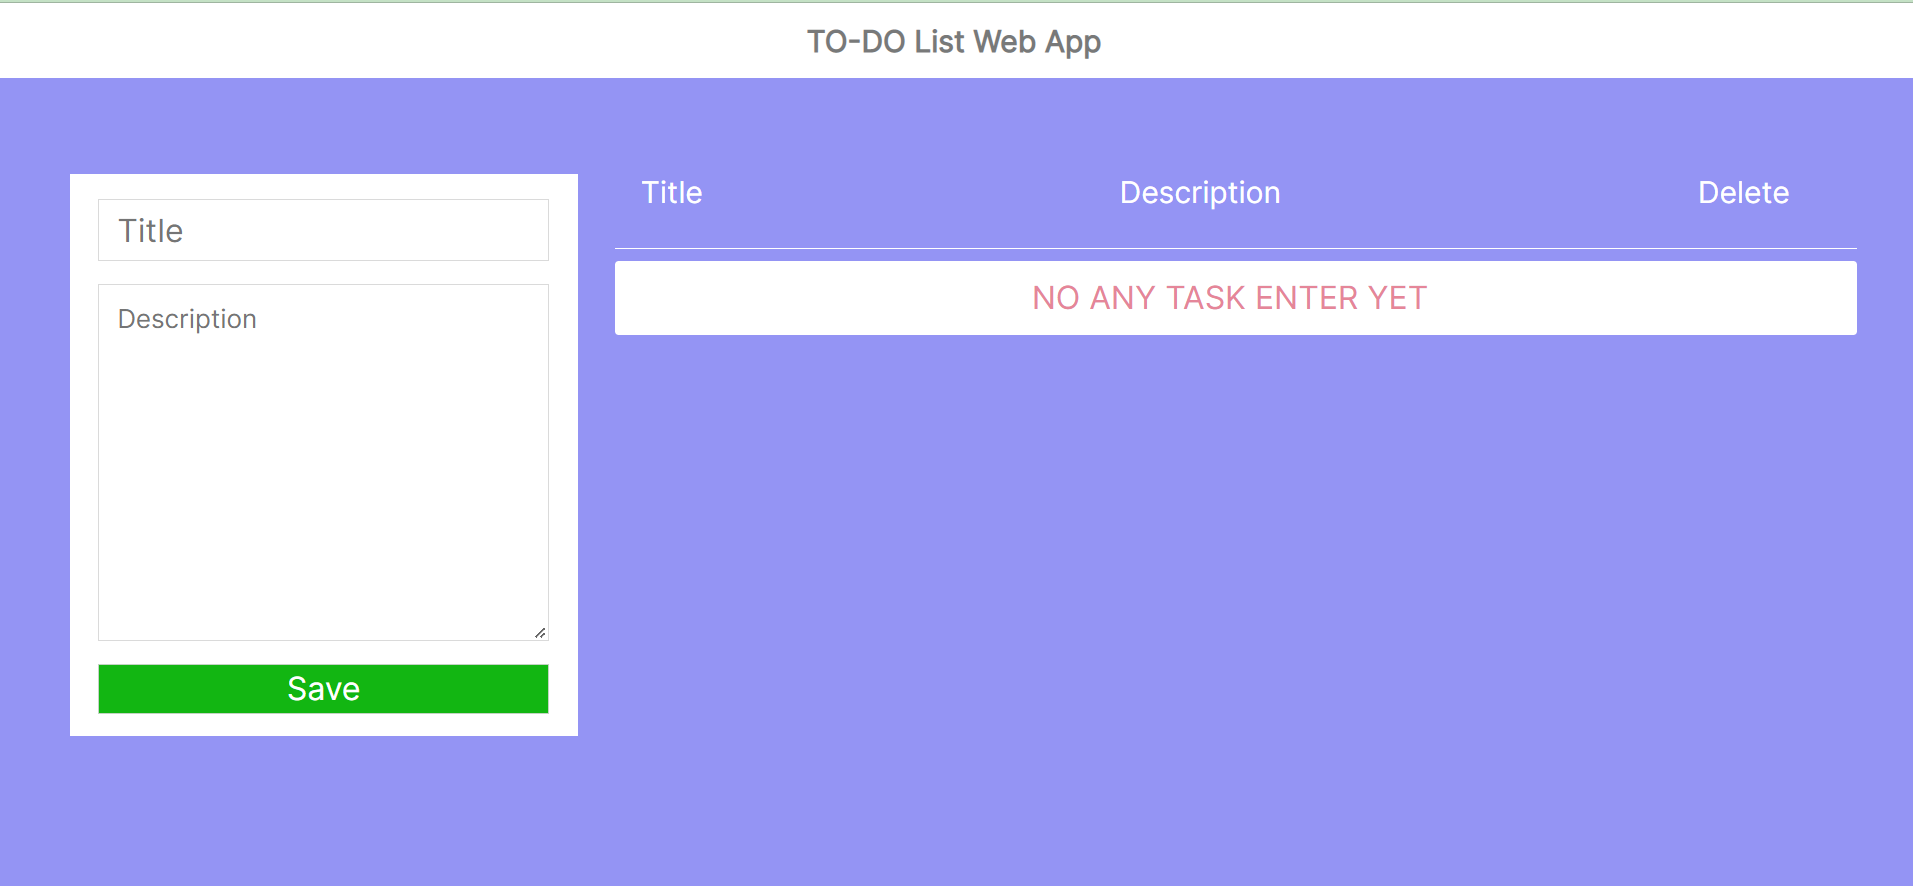 TO-DO List Web App
Title
Description
Save
Title Description Delete
NO ANY TASK ENTER YET